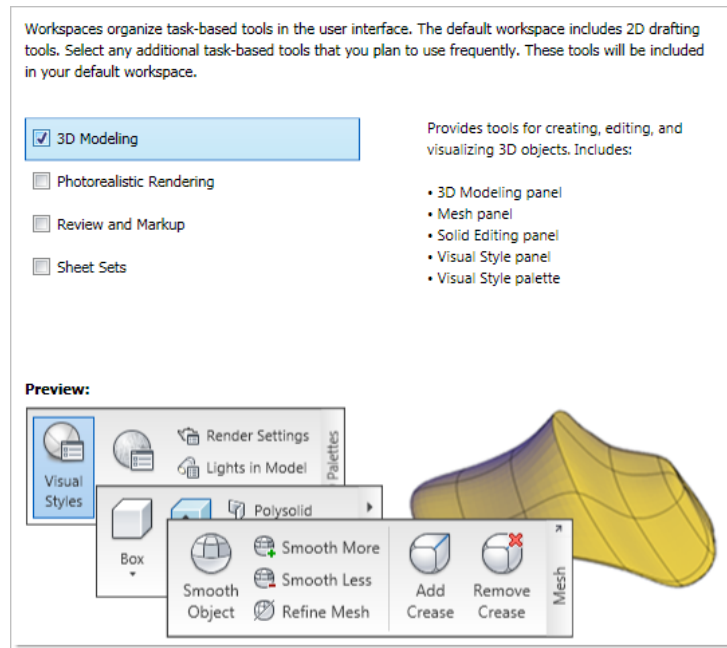 Workspaces organize task-based tools in the user interface. The default workspace includes 2D drafting
tools. Select any additional task-based tools that you plan to use frequently. These tools will be included
in your default workspace.
3D Modeling
Photorealistic Rendering
Review and Markup
Sheet Sets
Provides tools for creating, editing, and
visualizing 3D objects. Includes:
• 3D Modeling panel
• Mesh panel
• Solid Editing panel
• Visual Style panel
• Visual Style palette
Preview:
Visual
Styles
Render Settings
Lights in Model
Palettes
Box
Polysolid
Smooth
Object
Smooth More
Smooth Less
Refine Mesh
Add
Crease
Remove
Crease
Mesh